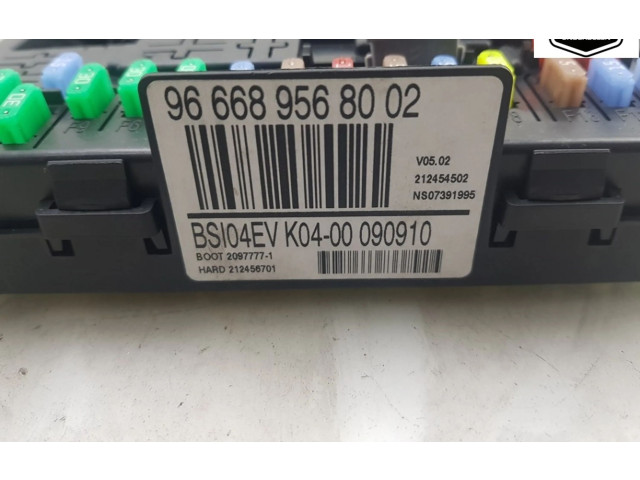 96 668 956 80 02
V05.02
212454502
NS07391995
BSI04EV K04-00 090910
BOOT 2097777-1
HARD 212456701